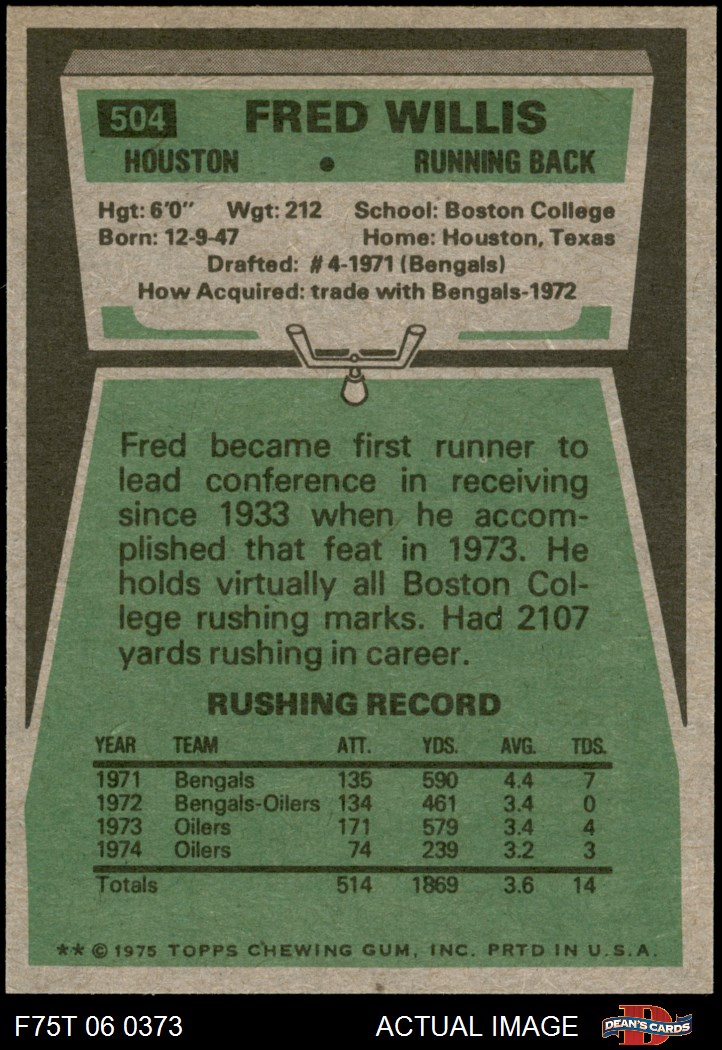 504 FRED WILLIS
HOUSTON • RUNNING BACK
Hgt: 6'0" Wgt: 212 School: Boston College
Born: 12-9-47 Home: Houston, Texas
Drafted: #4-1971 (Bengals)
How Acquired: trade with Bengals-1972
Fred became first runner to
lead conference in receiving
since 1933 when he accom-
plished that feat in 1973. He
holds virtually all Boston Col-
lege rushing marks. Had 2107
yards rushing in career.
RUSHING RECORD
YEAR TEAM ATT. YDS. AVG. TDS.
1971 Bengals 135 590 4.4 7
1972 Bengals-Oilers 134 461 3.4 0
1973 Oilers 171 579 3.4 4
1974 Oilers 74 239 3.2 3
Totals 514 1869 3.6 14
** © 1975 TOPPS CHEWING GUM, INC. PRTD IN U.S.A.
F75T 06 0373 ACTUAL IMAGE DEAN'S CARDS